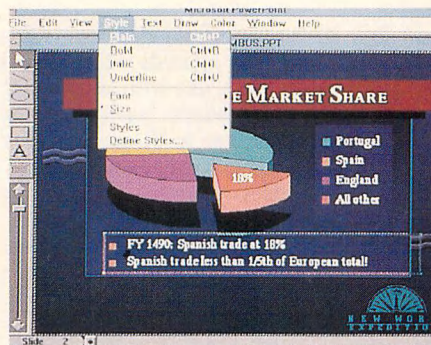 Microsoft PowerPoint
File Edit View Style Text Draw Color Window Help
MBUS.PPT
Plain Ctrl+P
Bold Ctrl+B
Italic Ctrl+I
Underline Ctrl+U
Font
Size
Styles
Define Styles...
A
E MARKET SHARE
Portugal
Spain
England
All other
18%
FY 1490: Spanish trade at 18%
Spanish trade less than 1/5th of European total!
NEW WOR
EXPEDITIO
Slide 2